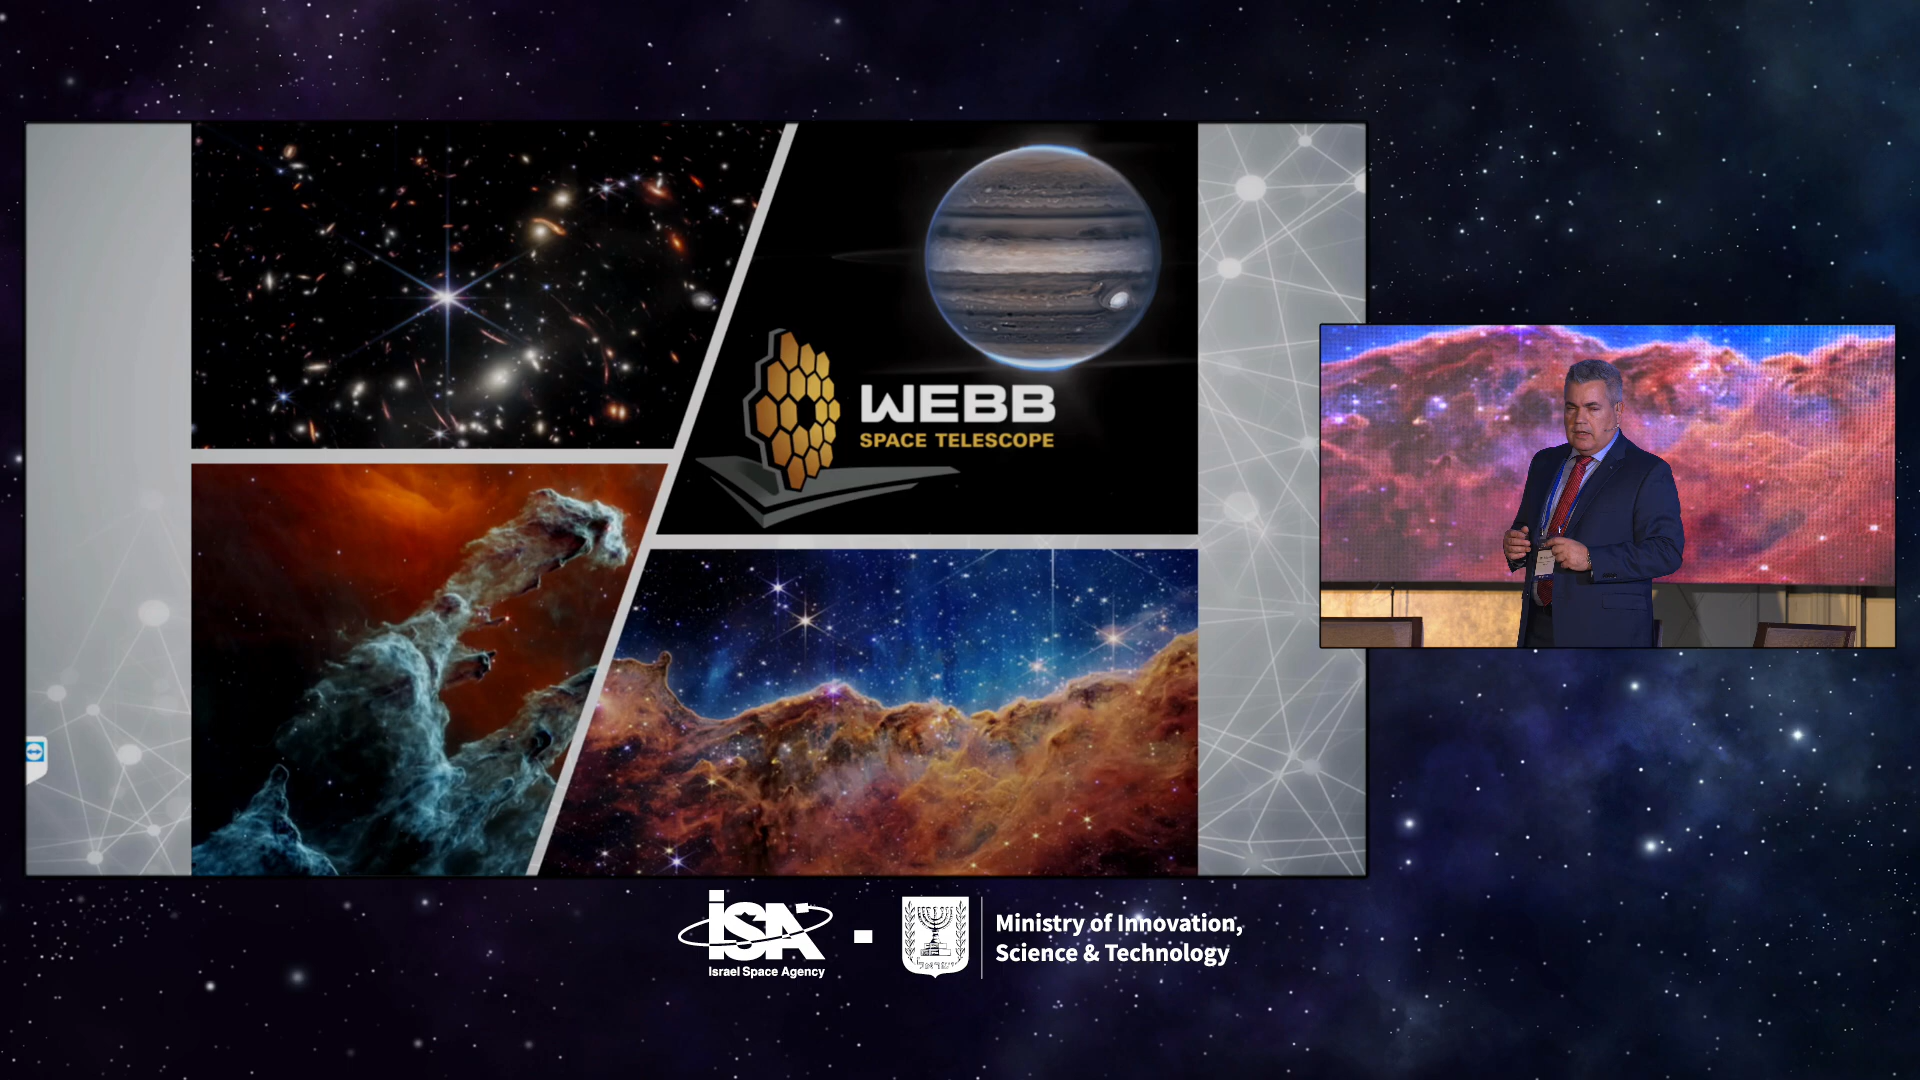 WEBB
SPACE TELESCOPE
ISA
Israel Space Agency
Ministry of Innovation,
Science & Technology